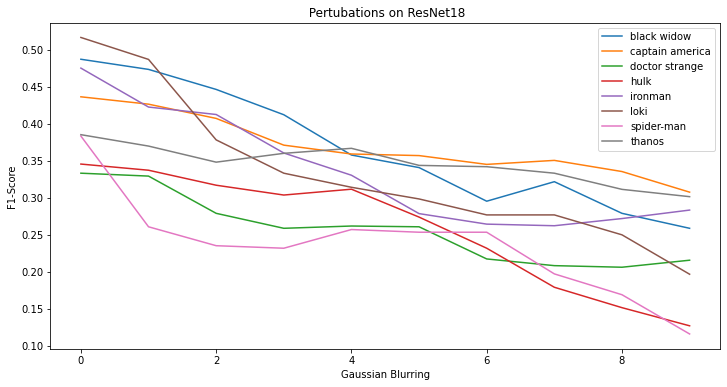 Pertubations on ResNet18
F1-Score
0.50
0.45
0.40
0.35
0.30
0.25
0.20
0.15
0.10
0
2
4
6
8
Gaussian Blurring
black widow
captain america
doctor strange
hulk
ironman
loki
spider-man
thanos